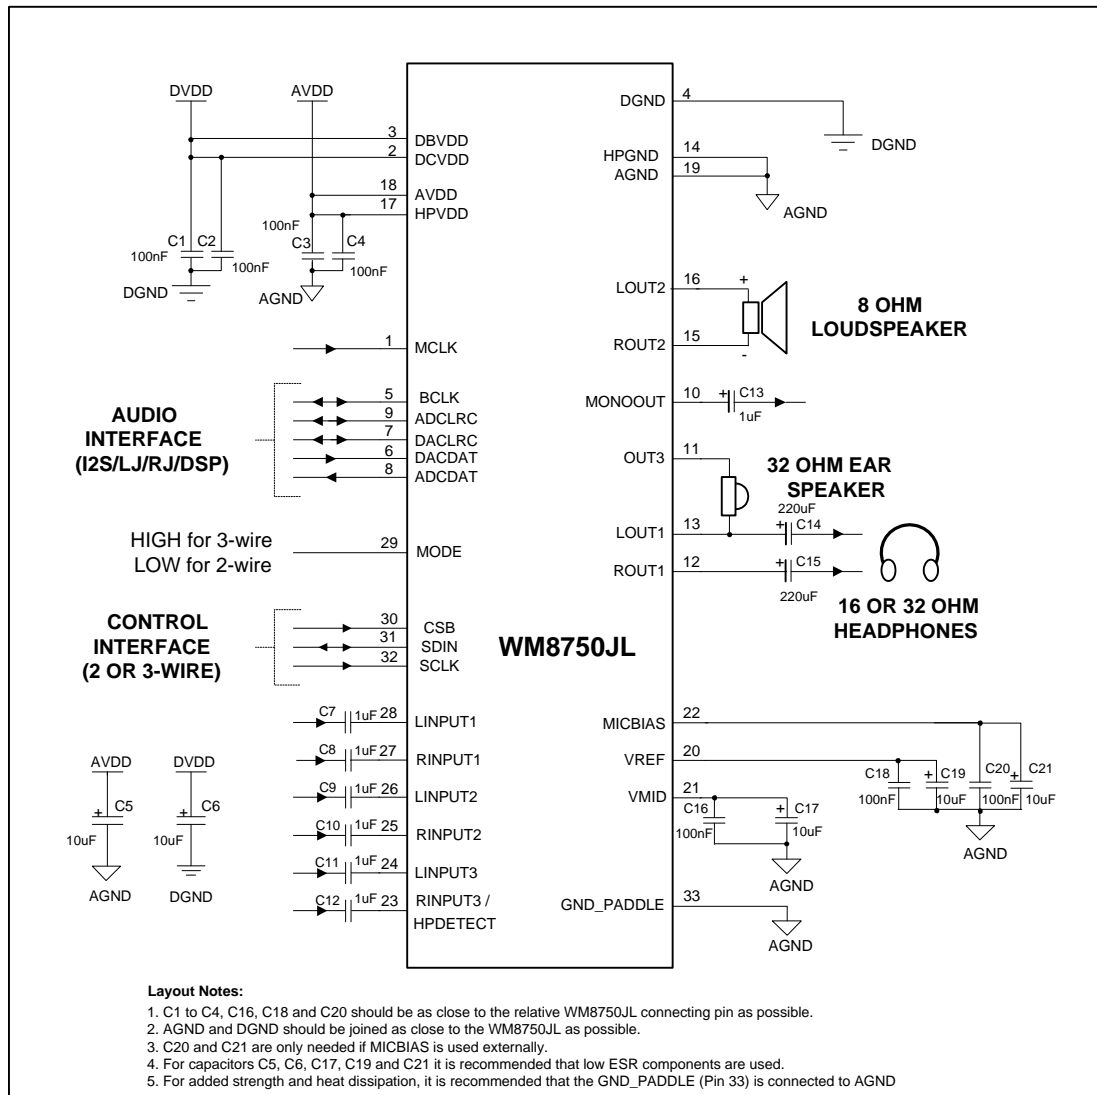 DVDD
AVDD
3
DBVDD
2
DCVDD
18
AVDD
17
HPVDD
100nF
C1
C2
C3
C4
100nF
100nF
100nF
DGND
AGND
1
MCLK
AUDIO
INTERFACE
(I2S/LJ/RJ/DSP)
5
BCLK
9
ADCLRC
7
DACLRC
6
DACDAT
8
ADCDAT
HIGH for 3-wire
LOW for 2-wire
29
MODE
CONTROL
INTERFACE
(2 OR 3-WIRE)
30
CSB
31
SDIN
32
SCLK
C7
1uF
28
LINPUT1
C8
1uF
27
RINPUT1
C9
1uF
26
LINPUT2
C10
1uF
25
RINPUT2
C11
1uF
24
LINPUT3
C12
1uF
23
RINPUT3 /
HPDETECT
AVDD
+
C5
10uF
AGND
DVDD
+
C6
10uF
DGND
WM8750JL
DGND
4
DGND
HPGND
14
AGND
19
AGND
LOUT2
16
+
8 OHM
LOUDSPEAKER
ROUT2
15
-
MONOOUT
10
+
C13
1uF
OUT3
11
32 OHM EAR
SPEAKER
220uF
LOUT1
13
+
C14
ROUT1
12
+
C15
220uF
16 OR 32 OHM
HEADPHONES
MICBIAS
22
VREF
20
C18
+
C19
C20
+
C21
100nF
10uF
100nF
10uF
AGND
VMID
21
C16
+
C17
100nF
10uF
AGND
GND_PADDLE
33
AGND
Layout Notes:
1. C1 to C4, C16, C18 and C20 should be as close to the relative WM8750JL connecting pin as possible.
2. AGND and DGND should be joined as close to the WM8750JL as possible.
3. C20 and C21 are only needed if MICBIAS is used externally.
4. For capacitors C5, C6, C17, C19 and C21 it is recommended that low ESR components are used.
5. For added strength and heat dissipation, it is recommended that the GND_PADDLE (Pin 33) is connected to AGND